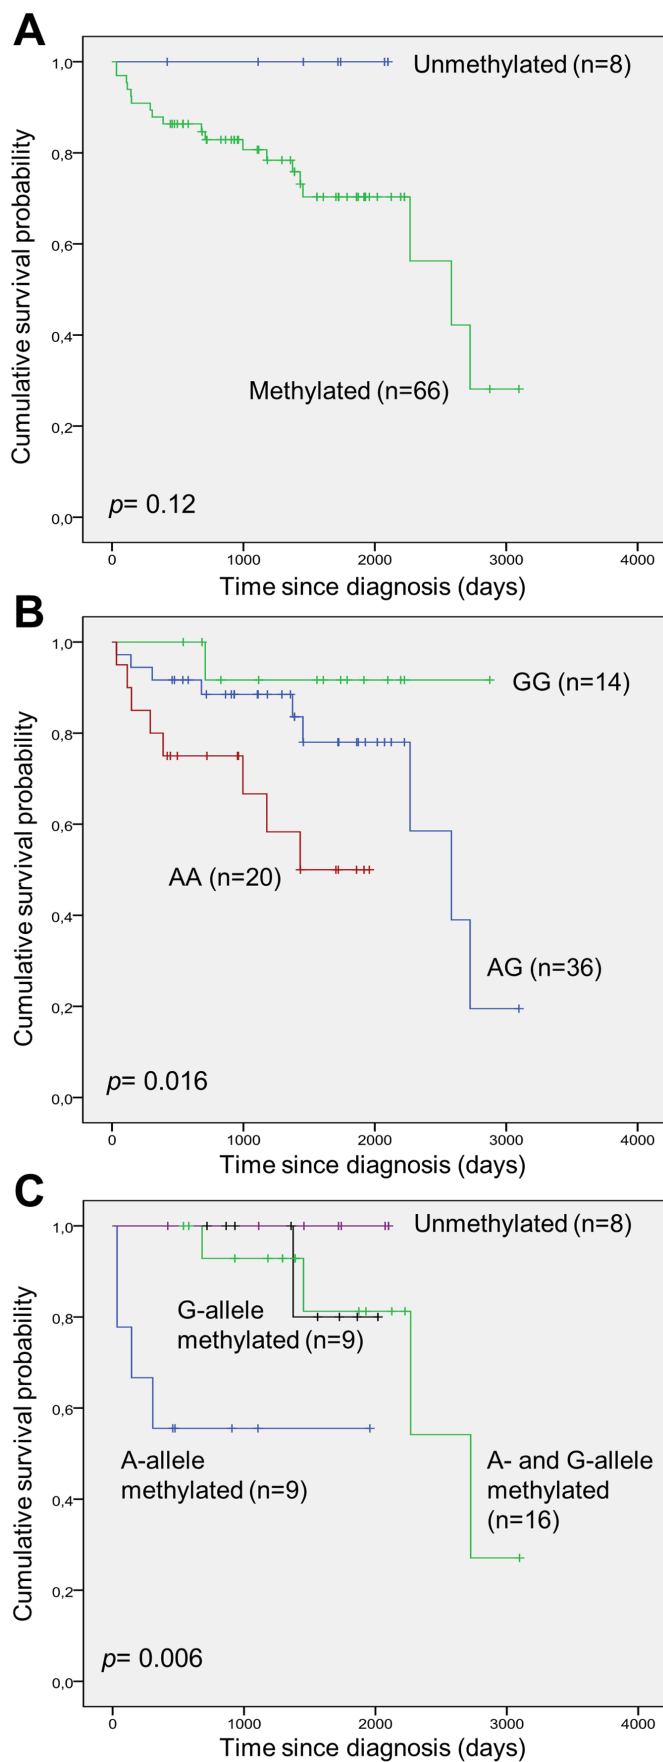 A
1,0
0,8
0,6
0,4
0,2
0,0
Cumulative survival probability
Unmethylated (n=8)
Methylated (n=66)
p= 0.12
0 1000 2000 3000 4000
Time since diagnosis (days)
B
1,0
0,8
0,6
0,4
0,2
0,0
Cumulative survival probability
GG (n=14)
AA (n=20)
AG (n=36)
p= 0.016
0 1000 2000 3000 4000
Time since diagnosis (days)
C
1,0
0,8
0,6
0,4
0,2
0,0
Cumulative survival probability
Unmethylated (n=8)
G-allele
methylated (n=9)
A-allele
methylated (n=9)
A- and G-allele
methylated
(n=16)
p= 0.006
0 1000 2000 3000 4000
Time since diagnosis (days)